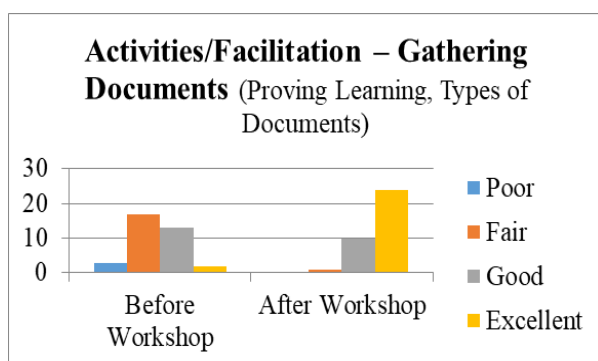 Activities/Facilitation – Gathering
Documents (Proving Learning, Types of
Documents)
30
20
10
0
Before
Workshop
After Workshop
Poor
Fair
Good
Excellent